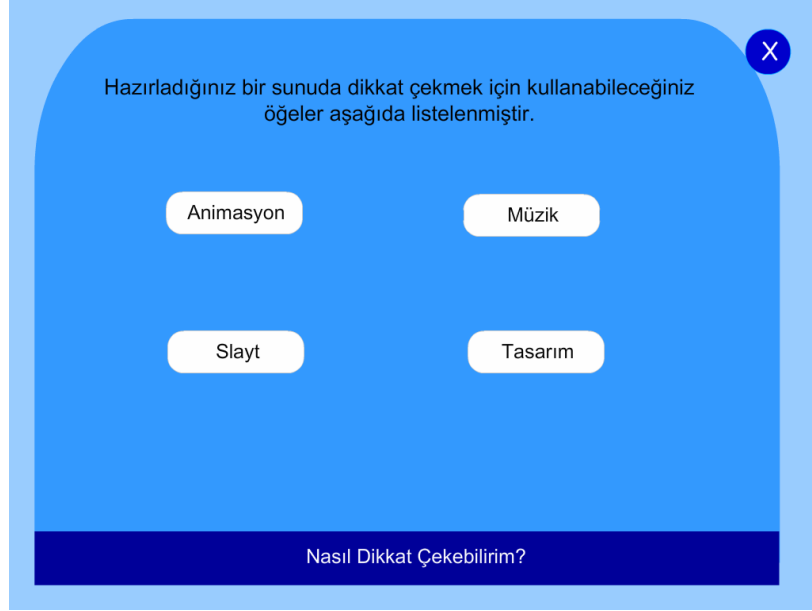 X
Hazırladığınız bir sunuda dikkat çekmek için kullanabileceğiniz
öğeler aşağıda listelenmiştir.
Animasyon
Müzik
Slayt
Tasarım
Nasıl Dikkat Çekebilirim?